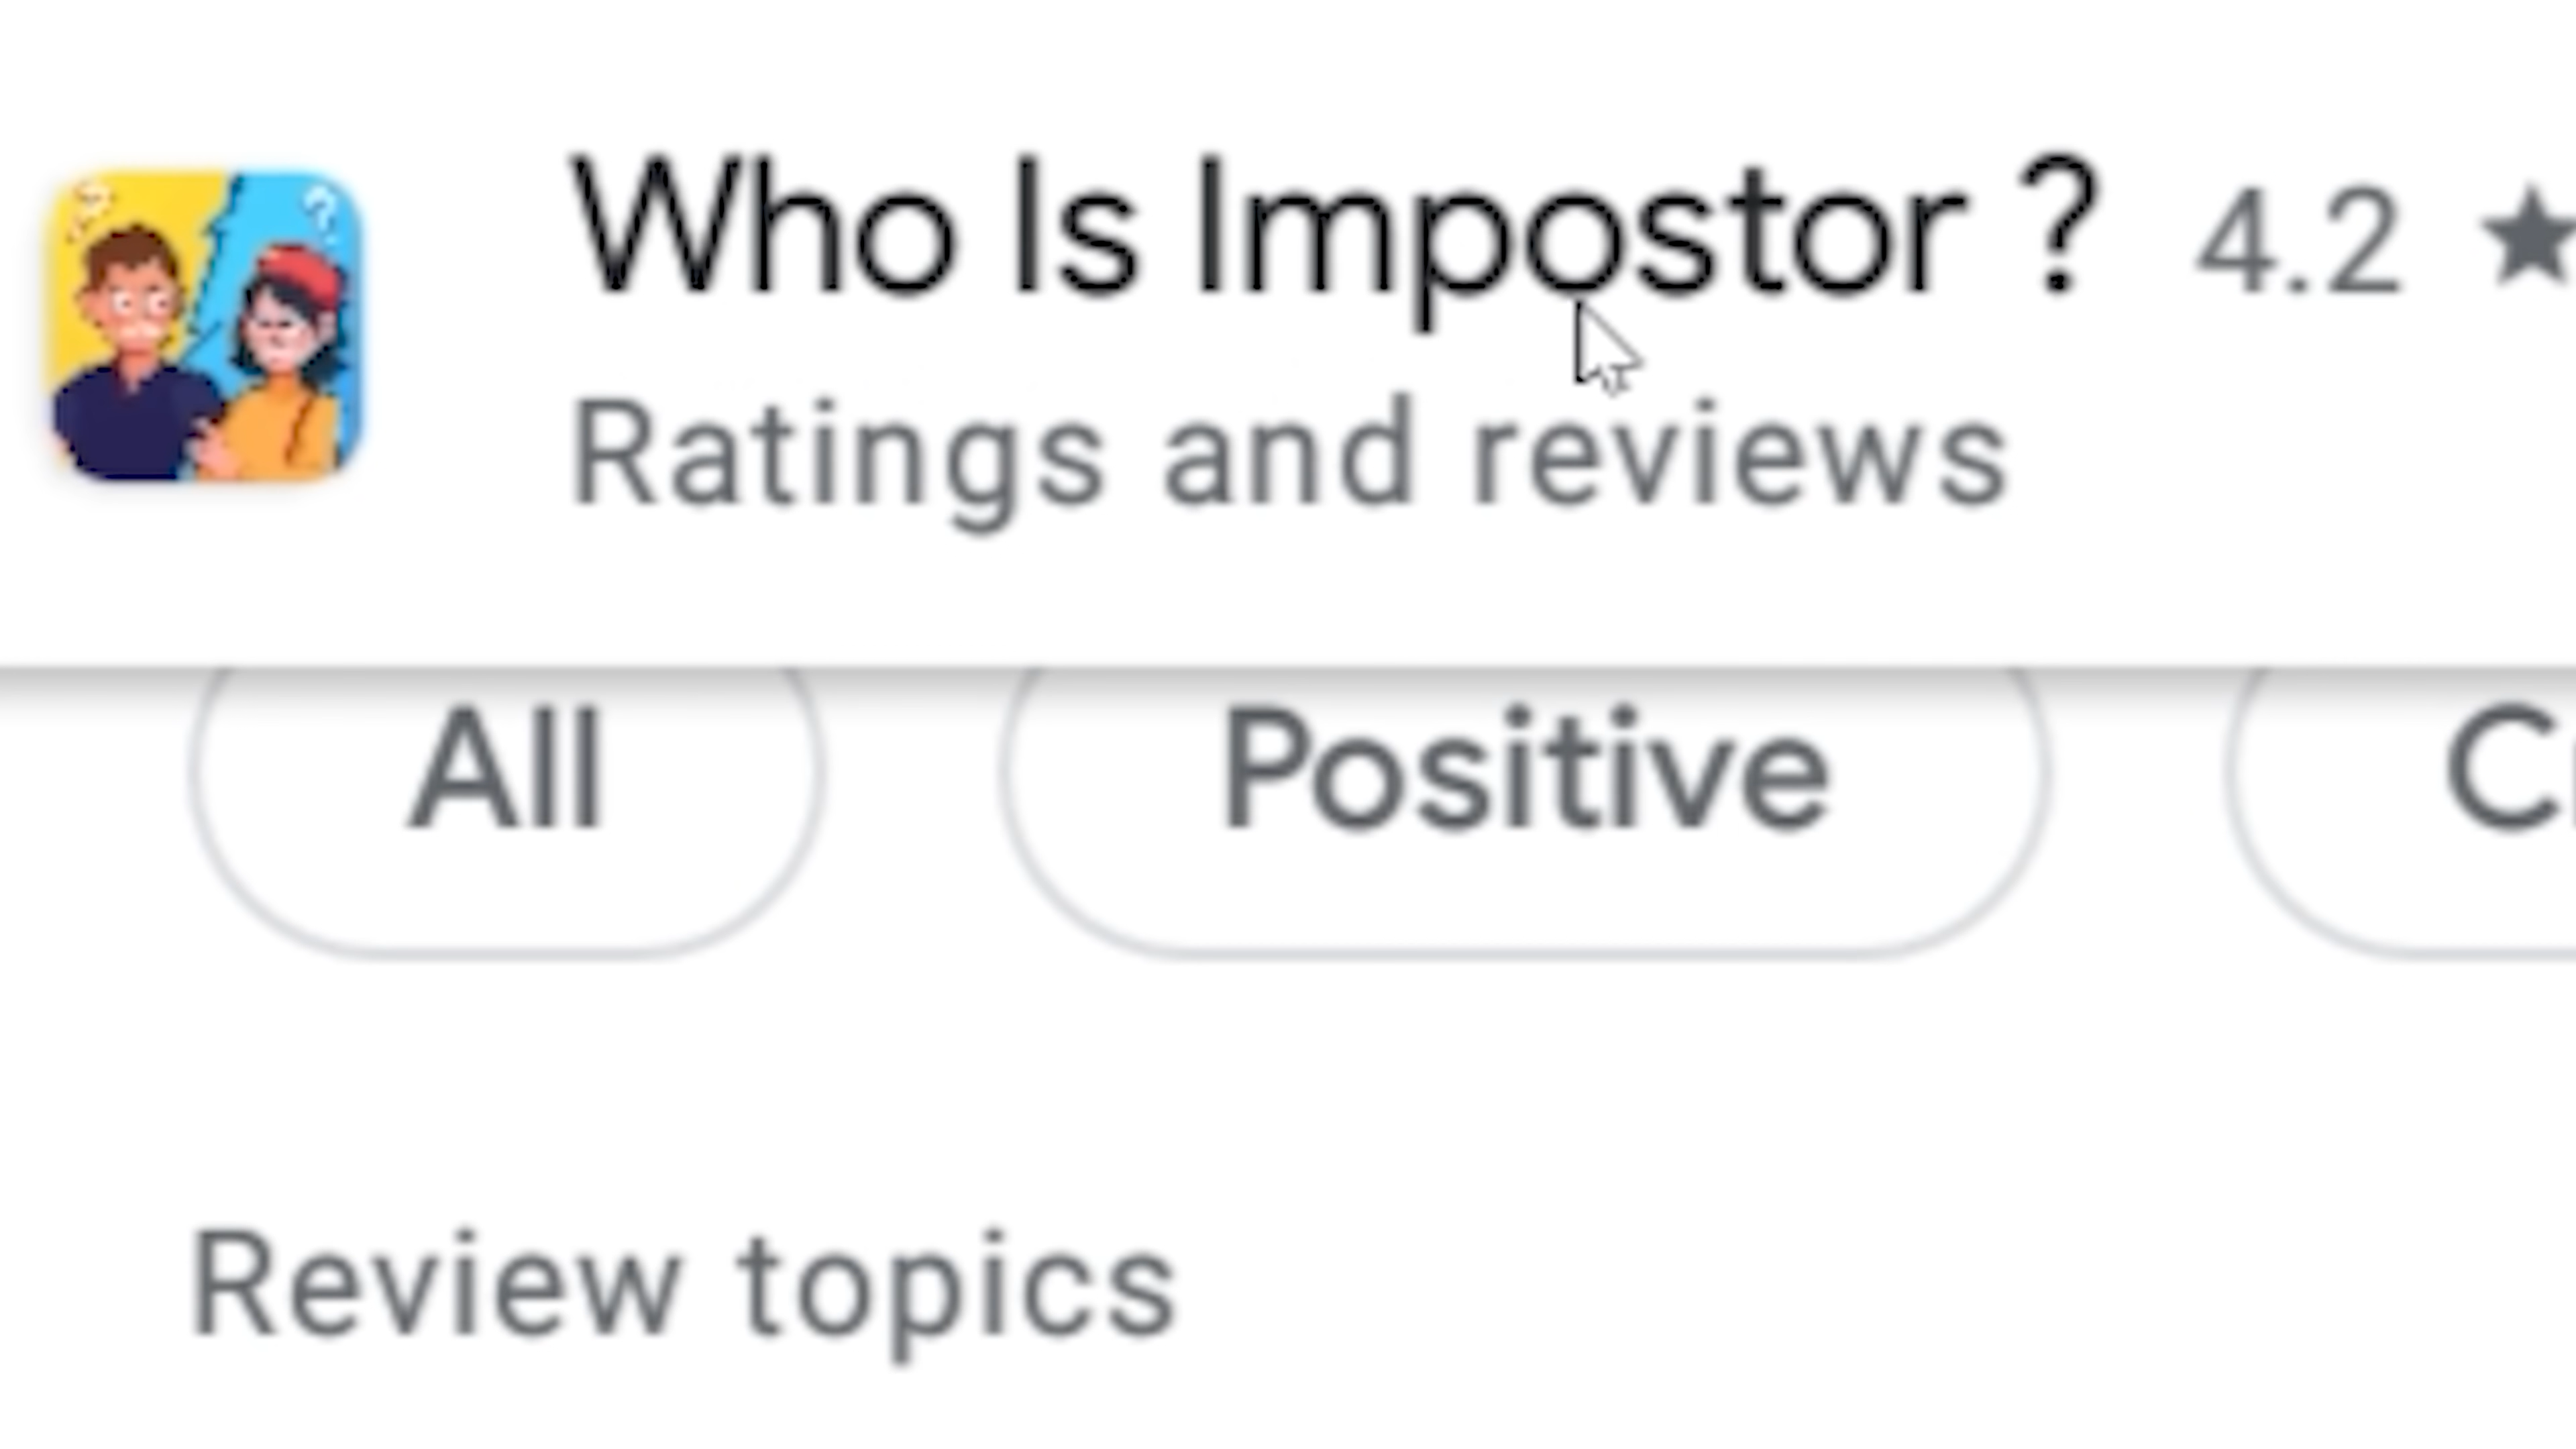 Who Is Impostor ? 4.2 ★
Ratings and reviews
All Positive
Review topics